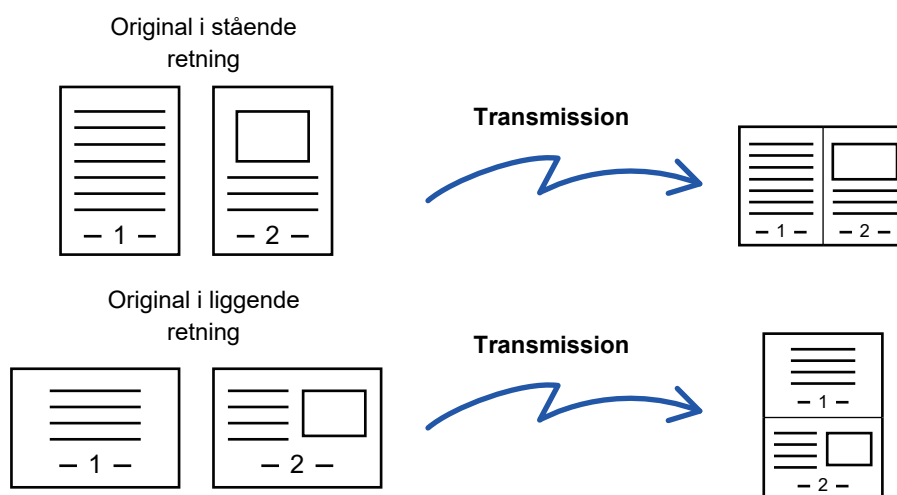 Original i stående
retning
Transmission
– 1 –
– 2 –
– 1 –
– 2 –
Original i liggende
retning
Transmission
– 1 –
– 2 –
– 1 –
– 2 –